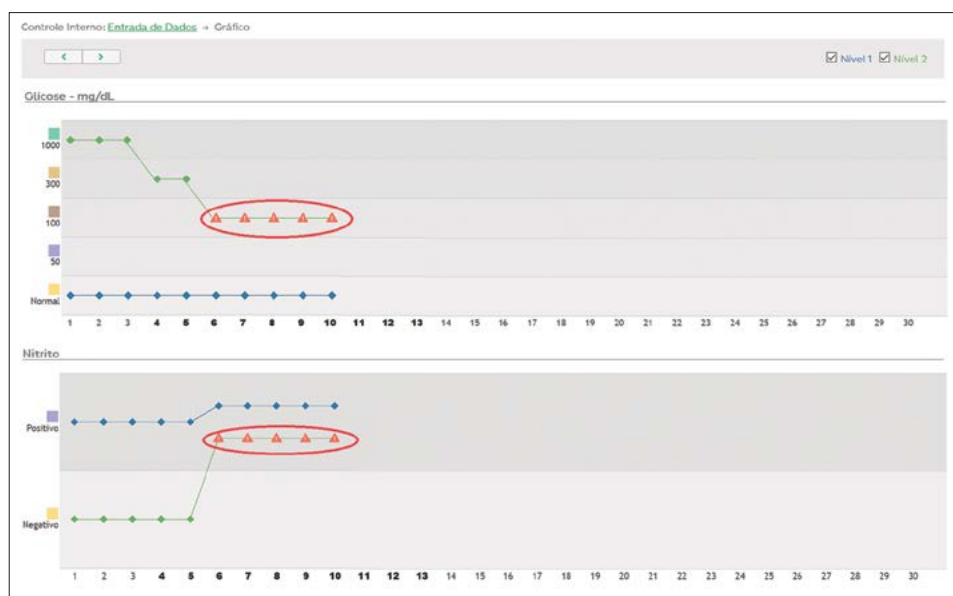 Controle Interno: Entrada de Dados → Gráfico
< >
Nível 1 Nível 2
Glicose - mg/dL
1000
300
100
50
Normal
1 2 3 4 5 6 7 8 9 10 11 12 13 14 15 16 17 18 19 20 21 22 23 24 25 26 27 28 29 30
Nitrito
Positivo
Negativo
1 2 3 4 5 6 7 8 9 10 11 12 13 14 15 16 17 18 19 20 21 22 23 24 25 26 27 28 29 30